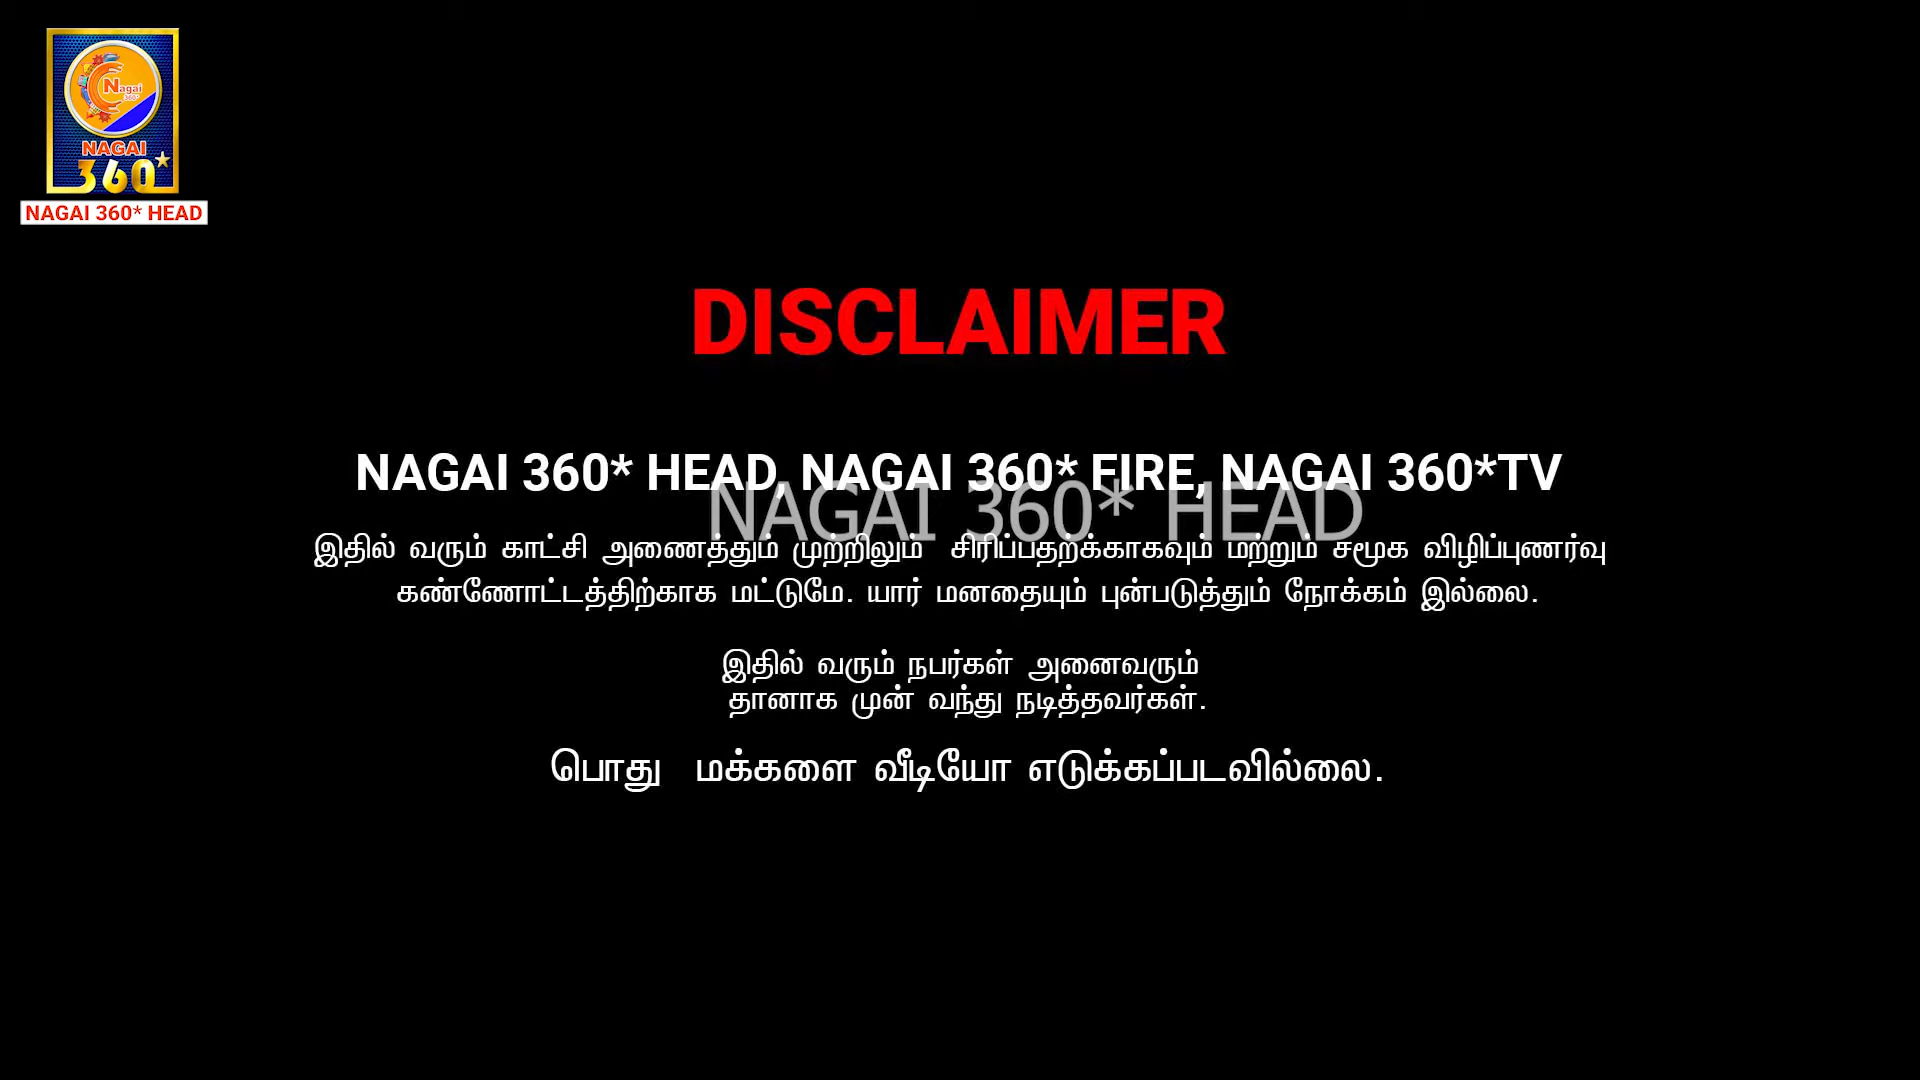 Nagai
360*
NAGAI
360*
NAGAI 360* HEAD
DISCLAIMER
NAGAI 360* HEAD, NAGAI 360* FIRE, NAGAI 360*TV
NAGAI 360* HEAD
இதில் வரும் காட்சி அணைத்தும் முற்றிலும் சிரிப்பதற்க்காகவும் மற்றும் சமூக விழிப்புணர்வு
கண்ணோட்டத்திற்காக மட்டுமே. யார் மனதையும் புன்படுத்தும் நோக்கம் இல்லை.
இதில் வரும் நபர்கள் அனைவரும்
தானாக முன் வந்து நடித்தவர்கள்.
பொது மக்களை வீடியோ எடுக்கப்படவில்லை.